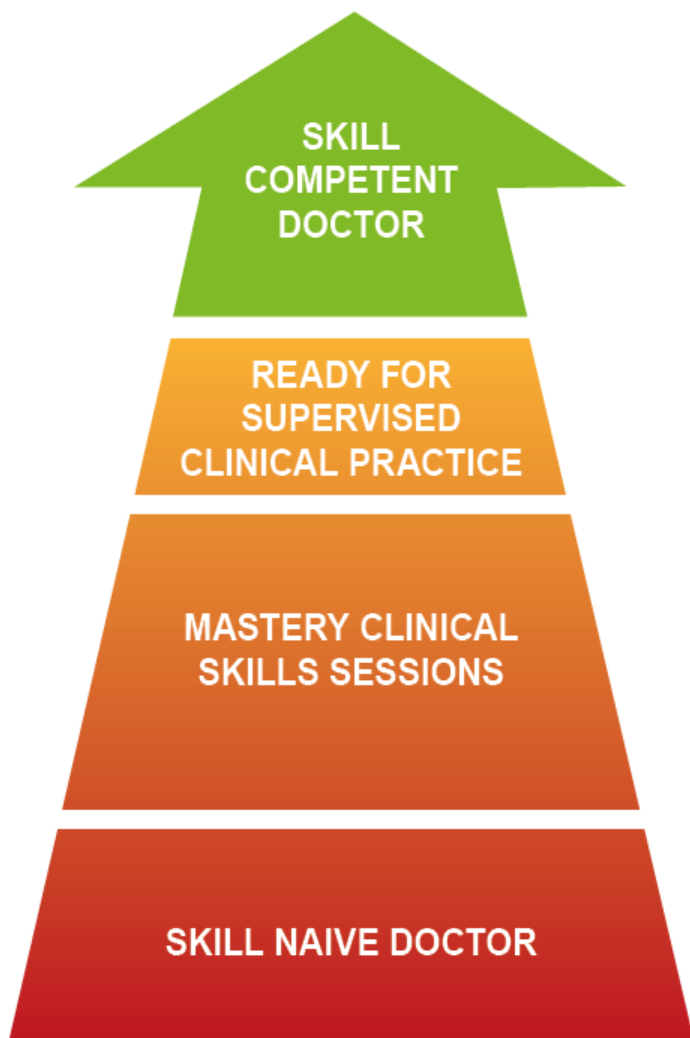 SKILL
COMPETENT
DOCTOR
READY FOR
SUPERVISED
CLINICAL PRACTICE
MASTERY CLINICAL
SKILLS SESSIONS
SKILL NAIVE DOCTOR